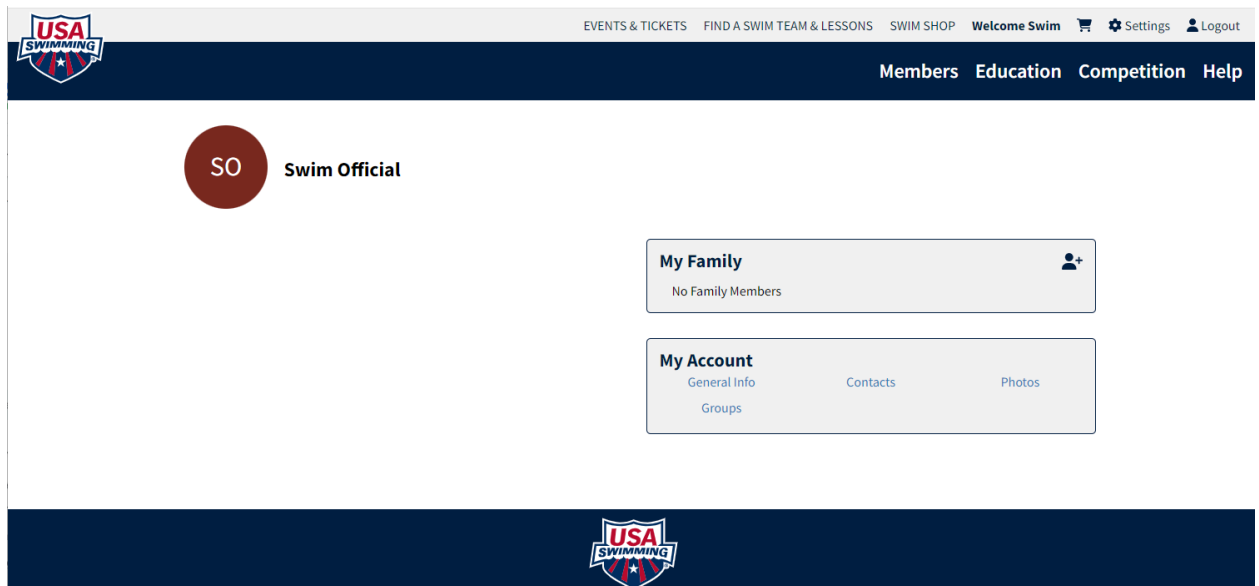 USA
SWIMMING
EVENTS & TICKETS FIND A SWIM TEAM & LESSONS SWIM SHOP Welcome Swim Settings Logout
Members Education Competition Help
SO
Swim Official
My Family
No Family Members
My Account
General Info Contacts Photos
Groups
USA
SWIMMING